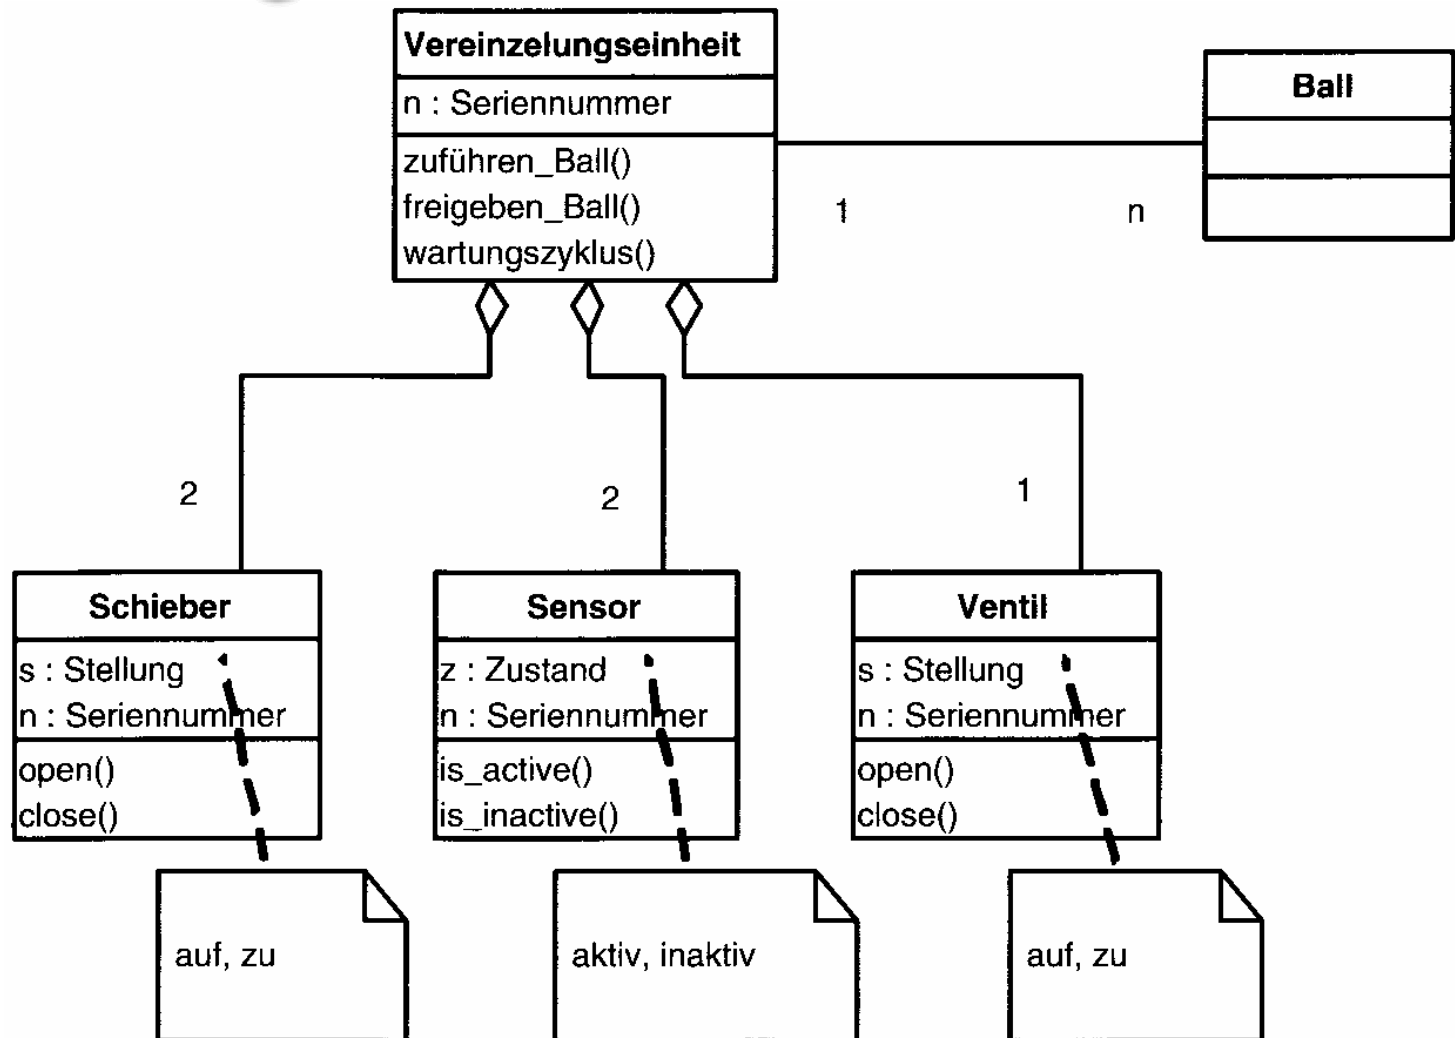 Vereinzelungseinheit
n : Seriennummer
zuführen_Ball()
freigeben_Ball()
wartungszyklus()
Ball
1
n
2
2
1
Schieber
s : Stellung
n : Seriennummer
open()
close()
Sensor
z : Zustand
n : Seriennummer
is_active()
is_inactive()
Ventil
s : Stellung
n : Seriennummer
open()
close()
auf, zu
aktiv, inaktiv
auf, zu